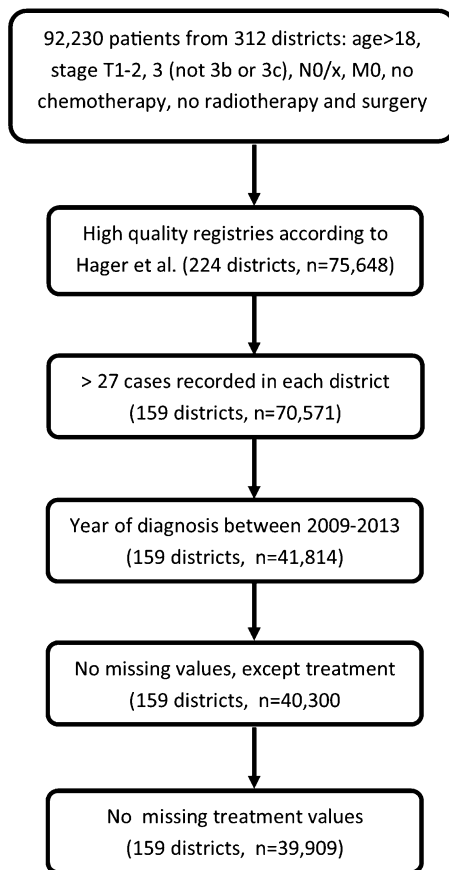 92,230 patients from 312 districts: age>18,
stage T1-2, 3 (not 3b or 3c), N0/x, M0, no
chemotherapy, no radiotherapy and surgery
High quality registries according to
Hager et al. (224 districts, n=75,648)
> 27 cases recorded in each district
(159 districts, n=70,571)
Year of diagnosis between 2009-2013
(159 districts,  n=41,814)
No missing values, except treatment
(159 districts,  n=40,300
No  missing treatment values
(159 districts, n=39,909)